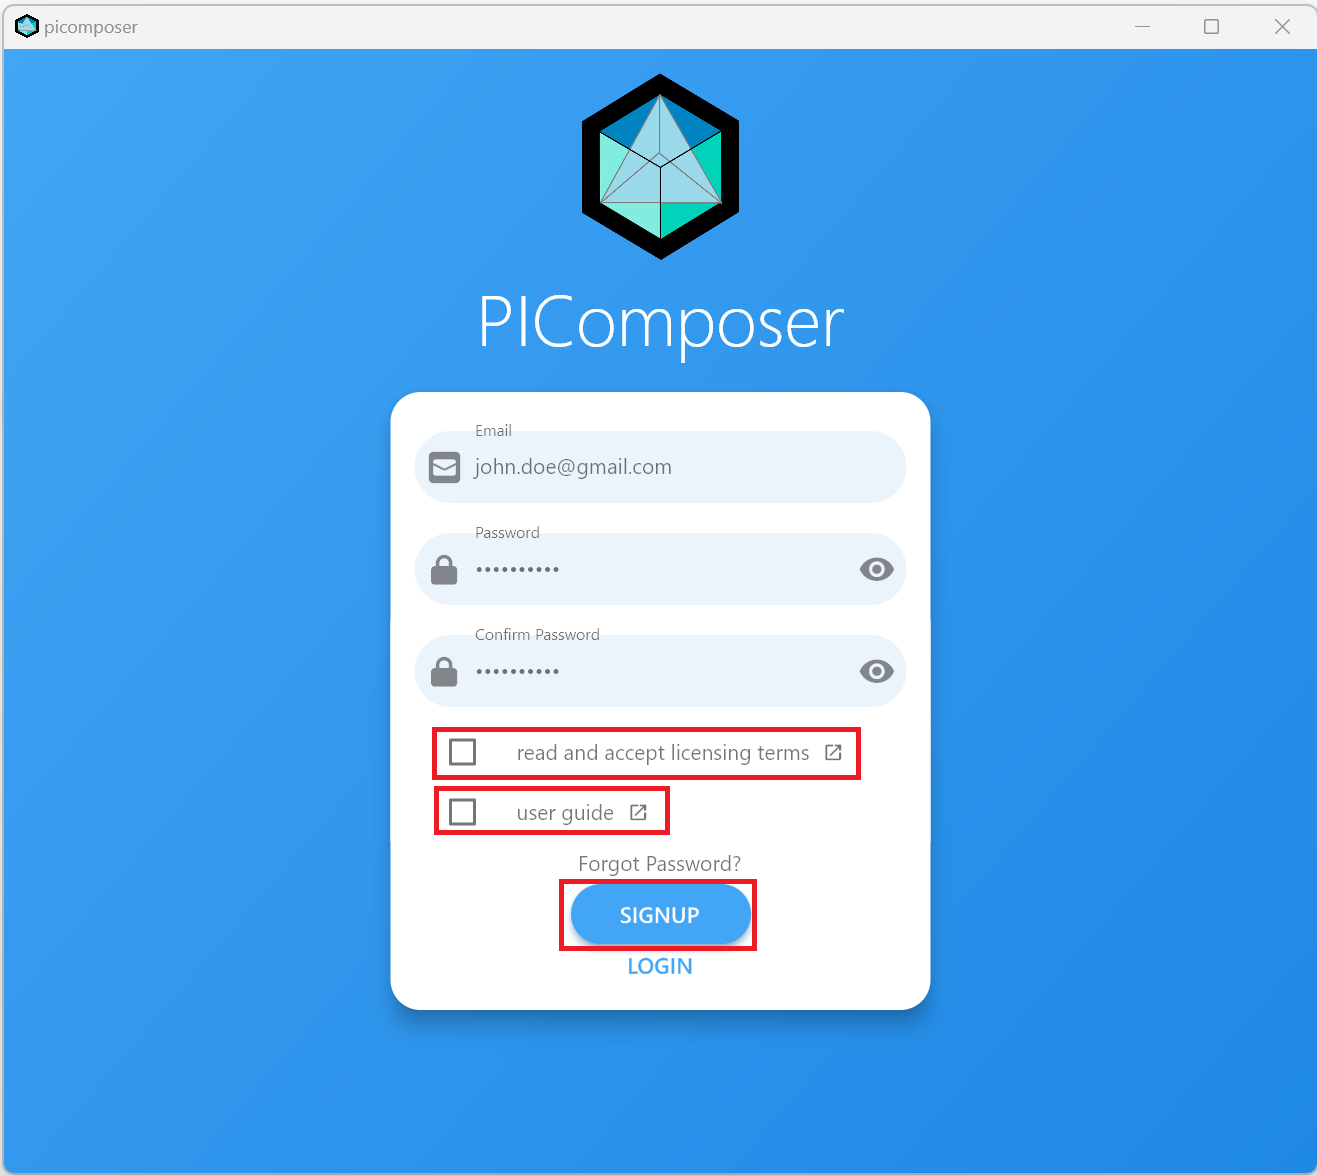 picomposer
PIComposer
Email
john.doe@gmail.com
Password
••••••••••
Confirm Password
••••••••••
read and accept licensing terms
user guide
Forgot Password?
SIGNUP
LOGIN